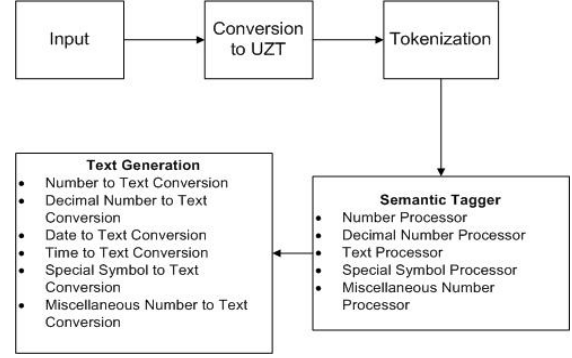 Input
Conversion
to UZT
Tokenization
Text Generation
• Number to Text Conversion
• Decimal Number to Text
Conversion
• Date to Text Conversion
• Time to Text Conversion
• Special Symbol to Text
Conversion
• Miscellaneous Number to Text
Conversion
Semantic Tagger
• Number Processor
• Decimal Number Processor
• Text Processor
• Special Symbol Processor
• Miscellaneous Number
Processor